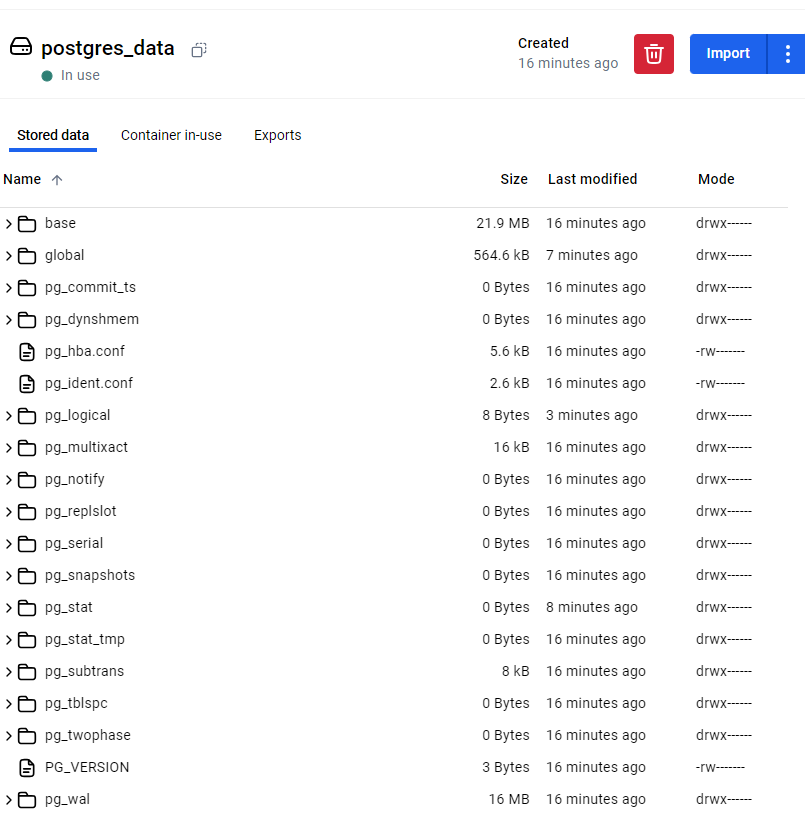 postgres_data
In use
Created
16 minutes ago
Import
Stored data Container in-use Exports
Name Size Last modified Mode
base 21.9 MB 16 minutes ago drwx------
global 564.6 kB 7 minutes ago drwx------
pg_commit_ts 0 Bytes 16 minutes ago drwx------
pg_dynshmem 0 Bytes 16 minutes ago drwx------
pg_hba.conf 5.6 kB 16 minutes ago -rw-------
pg_ident.conf 2.6 kB 16 minutes ago -rw-------
pg_logical 8 Bytes 3 minutes ago drwx------
pg_multixact 16 kB 16 minutes ago drwx------
pg_notify 0 Bytes 16 minutes ago drwx------
pg_replslot 0 Bytes 16 minutes ago drwx------
pg_serial 0 Bytes 16 minutes ago drwx------
pg_snapshots 0 Bytes 16 minutes ago drwx------
pg_stat 0 Bytes 8 minutes ago drwx------
pg_stat_tmp 0 Bytes 16 minutes ago drwx------
pg_subtrans 8 kB 16 minutes ago drwx------
pg_tblspc 0 Bytes 16 minutes ago drwx------
pg_twophase 0 Bytes 16 minutes ago drwx------
PG_VERSION 3 Bytes 16 minutes ago -rw-------
pg_wal 16 MB 16 minutes ago drwx------